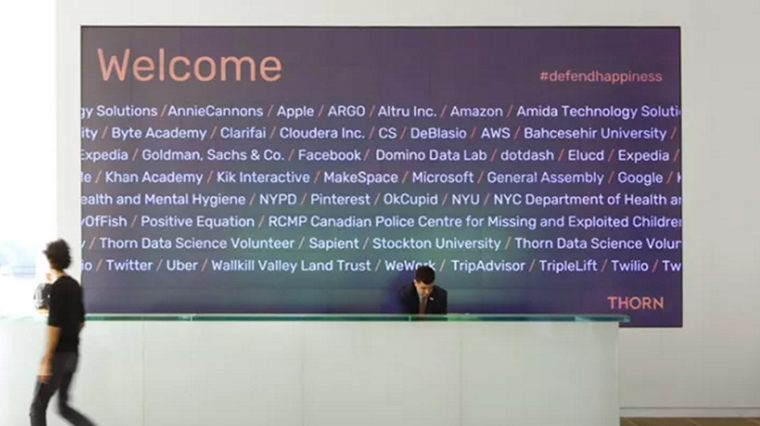 Welcome
#defendhappiness
gy Solutions / AnnieCannons / Apple / ARGO / Altru Inc. / Amazon / Amida Technology Soluti
ity / Byte Academy / Clarifai / Cloudera Inc. / CS / DeBlasio / AWS / Bahcesehir University /
Expedia / Goldman, Sachs & Co. / Facebook / Domino Data Lab / dotdash / Elucd / Expedia /
le / Khan Academy / Kik Interactive / MakeSpace / Microsoft / General Assembly / Google / K
ealth and Mental Hygiene / NYPD / Pinterest / OkCupid / NYU / NYC Department of Health an
yOfFish / Positive Equation / RCMP Canadian Police Centre for Missing and Exploited Children
/ Thorn Data Science Volunteer / Sapient / Stockton University / Thorn Data Science Volun
io / Twitter / Uber / Wallkill Valley Land Trust / WeWork / TripAdvisor / TripleLift / Twilio / Tw
THORN